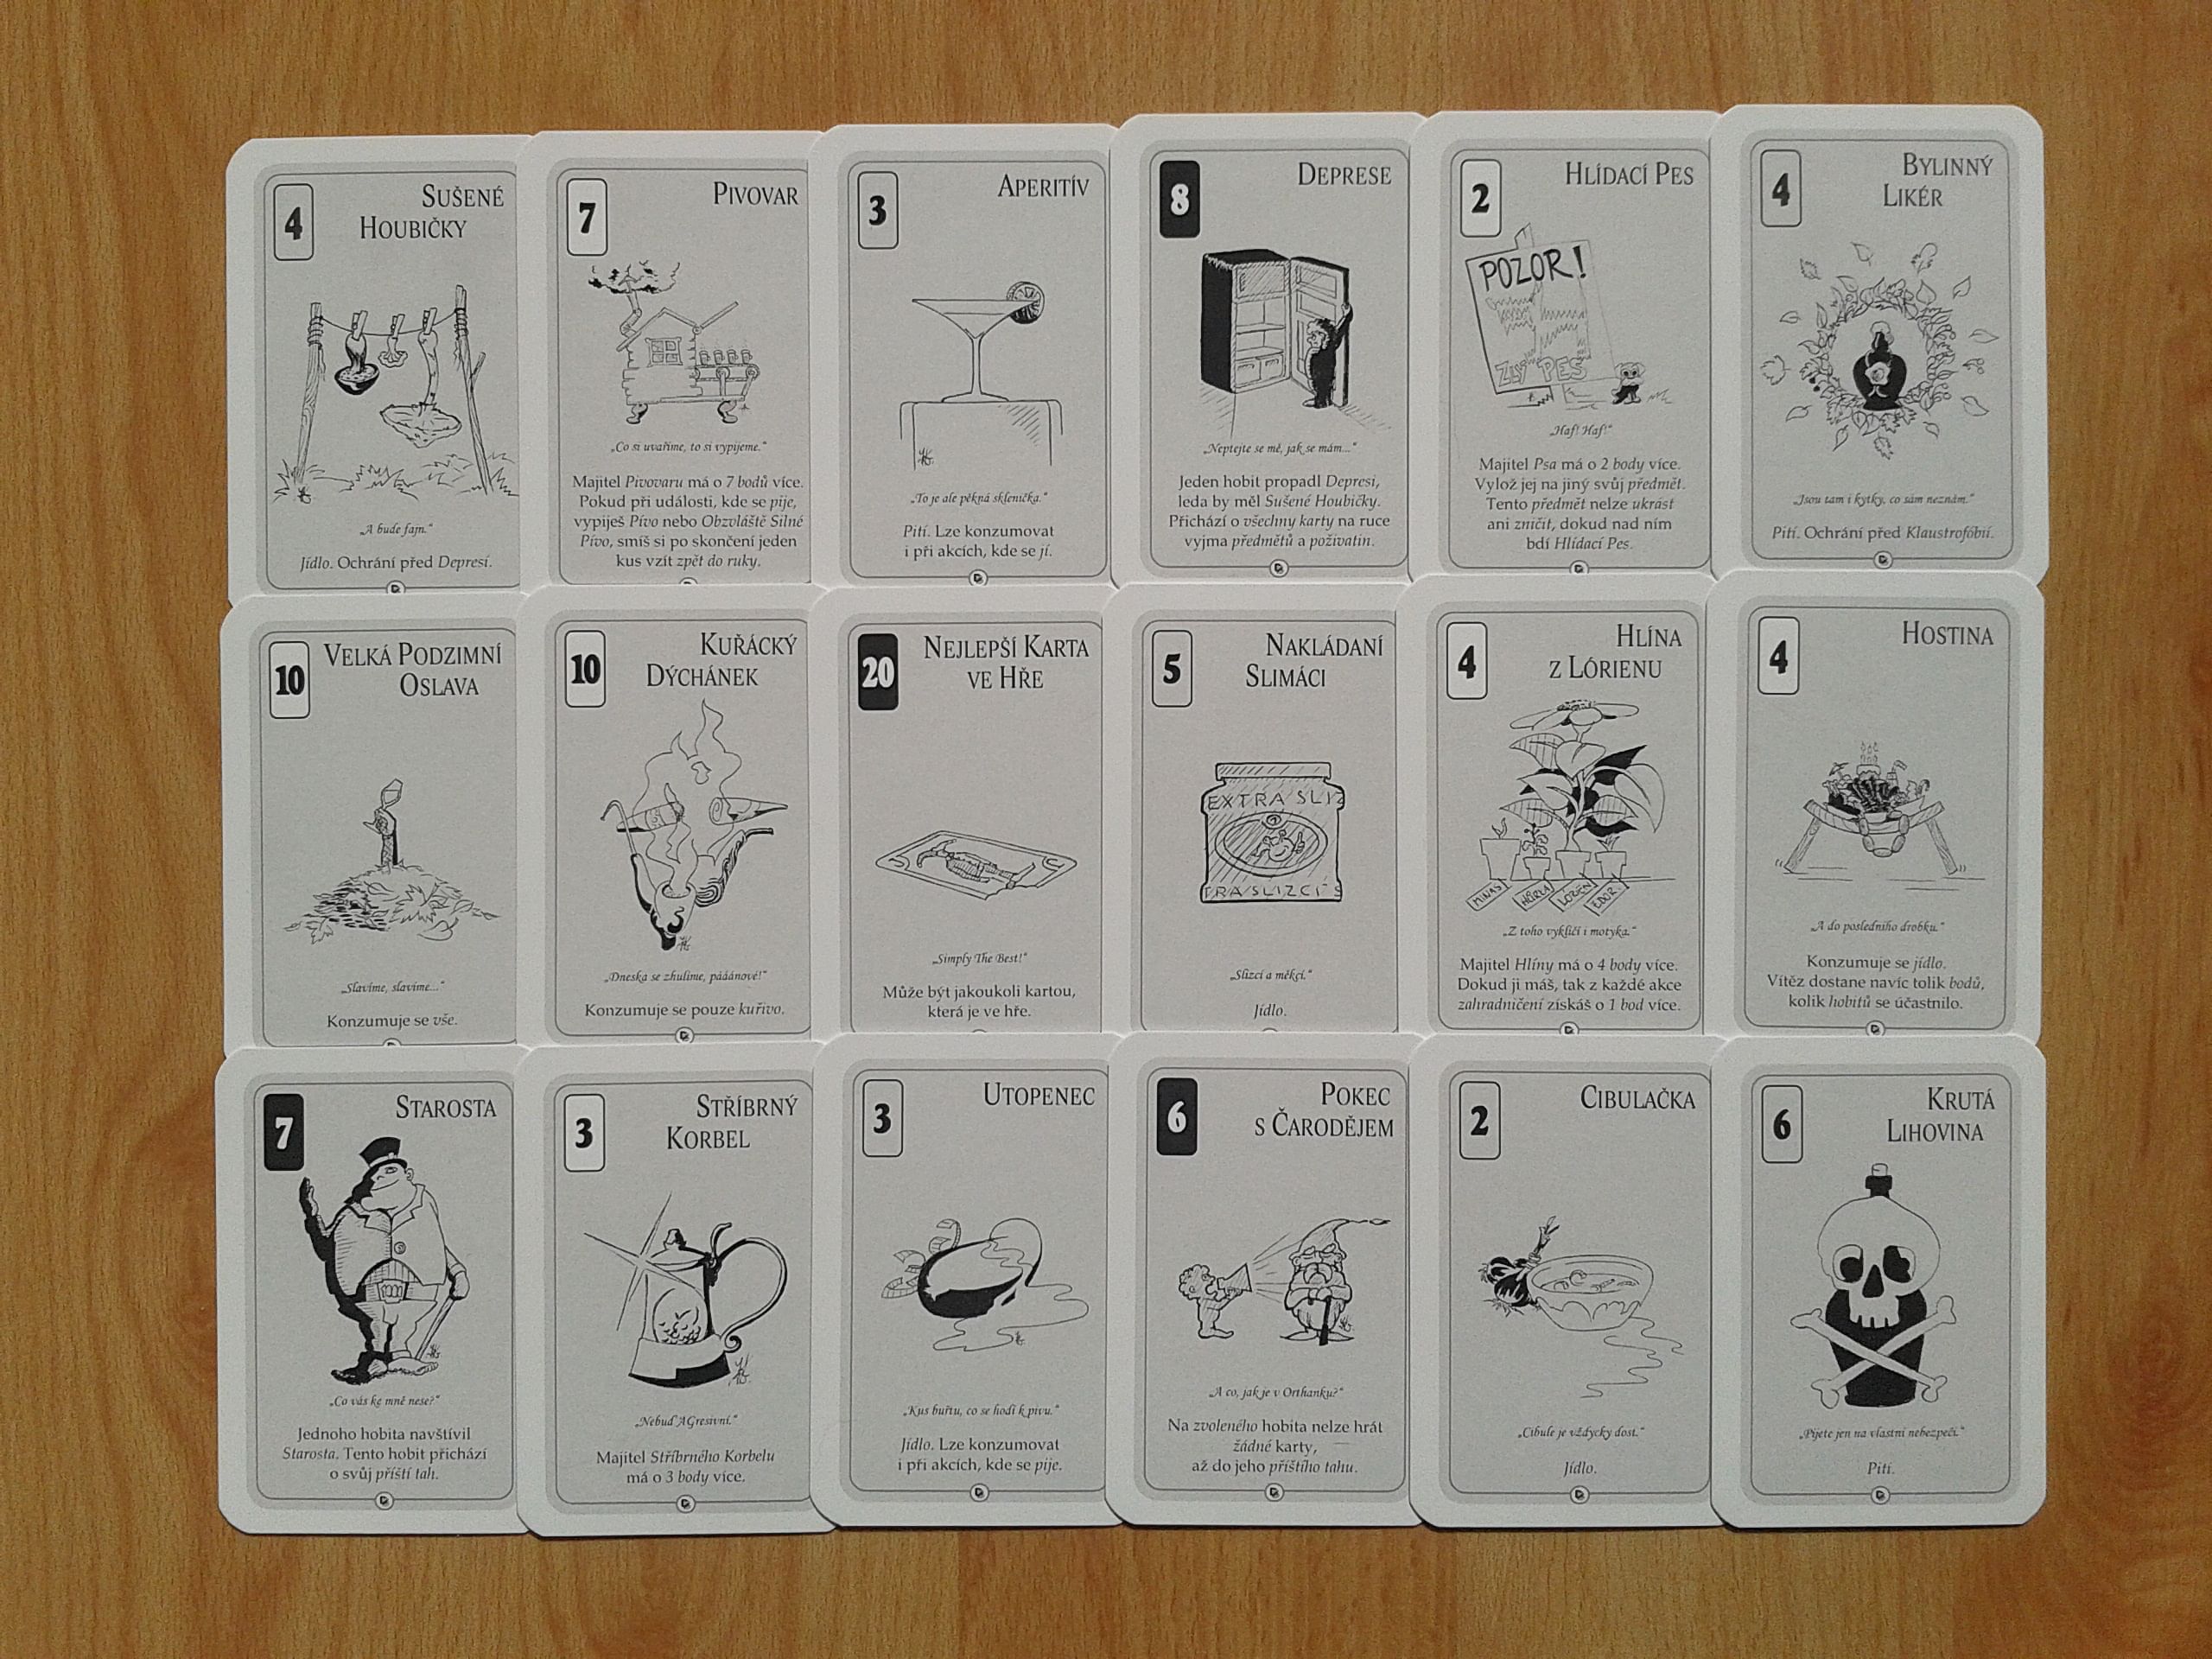 4
SUŠENÉ
HOUBIČKY
„A bude fajn.“
Jídlo. Ochrání před Depresí.
7
PIVOVAR
„Co si uvaříme, to si vypijeme.“
Majitel Pivovaru má o 7 bodů více.
Pokud při události, kde se pije,
vypiješ Pívo nebo Obzvláště Silné
Pívo, smíš si po skončení jeden
kus vzít zpět do ruky.
3
APERITÍV
„To je ale pěkná sklenička.“
Pití. Lze konzumovat
i při akcích, kde se jí.
8
DEPRESE
„Neptejte se mě, jak se mám...“
Jeden hobit propadl Depresi,
leda by měl Sušené Houbičky.
Přichází o všechny karty na ruce
vyjma předmětů a poživatin.
2
HLÍDACÍ PES
POZOR!
ZLÝ PES
„Haf! Haf!“
Majitel Psa má o 2 body více.
Vylož jej na jiný svůj předmět.
Tento předmět nelze ukrást
ani zničit, dokud nad ním
bdí Hlídací Pes.
4
BYLINNÝ
LIKÉR
„Jsou tam i kytky, co sám neznám.“
Pití. Ochrání před Klaustrofóbií.
10
VELKÁ PODZIMNÍ
OSLAVA
„Slavíme, slavíme...“
Konzumuje se vše.
10
KUŘÁCKÝ
DÝCHÁNEK
„Dneska se zhulíme, pááánové!“
Konzumuje se pouze kuřivo.
20
NEJLEPŠÍ KARTA
VE HŘE
„Simply The Best!“
Může být jakoukoli kartou,
která je ve hře.
5
NAKLÁDANÍ
SLIMÁCI
EXTRA SLIZ
TRA SLIZCÍ S
„Slizcí a měkcí.“
Jídlo.
4
HLÍNA
Z LÓRIENU
MINAS
LÓRIEN
„Z toho vyklíčí i motyka.“
Majitel Hlíny má o 4 body více.
Dokud ji máš, tak z každé akce
zahradničení získáš o 1 bod více.
4
HOSTINA
„A do posledního drobku.“
Konzumuje se jídlo.
Vítěz dostane navíc tolik bodů,
kolik hobitů se účastnilo.
7
STAROSTA
„Co vás ke mně nese?“
Jednoho hobita navštívil
Starosta. Tento hobit přichází
o svůj příští tah.
3
STŘÍBRNÝ
KORBEL
„Nebuď AGresivní.“
Majitel Stříbrného Korbelu
má o 3 body více.
3
UTOPENEC
„Kus buřtu, co se hodí k pivu.“
Jídlo. Lze konzumovat
i při akcích, kde se pije.
6
POKEC
S ČARODĚJEM
„A co, jak je v Orthanku?“
Na zvoleného hobita nelze hrát
žádné karty,
až do jeho příštího tahu.
2
CIBULAČKA
„Cibule je vždycky dost.“
Jídlo.
6
KRUTÁ
LIHOVINA
„Pijete jen na vlastní nebezpečí.“
Pití.